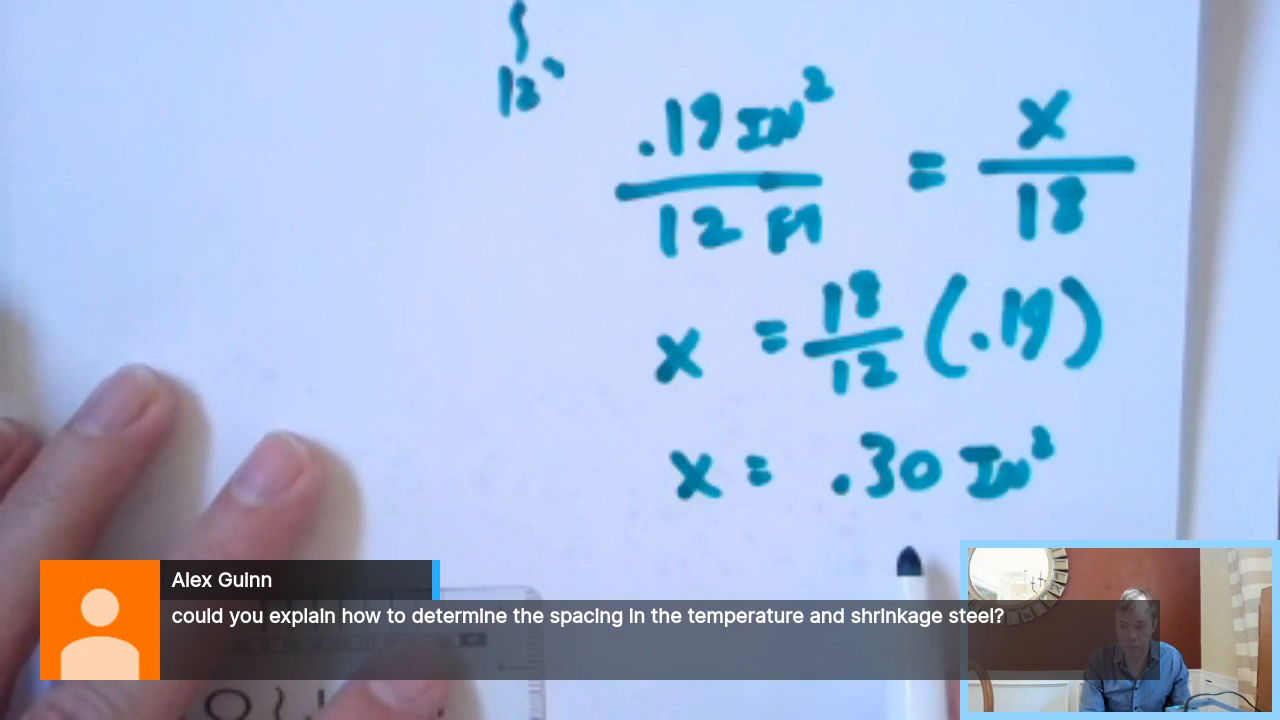 12"
.19 IN² / 12 FT = x / 18
x = 18/12 (.19)
x = .30 IN²
Alex Guinn
could you explain how to determine the spacing in the temperature and shrinkage steel?